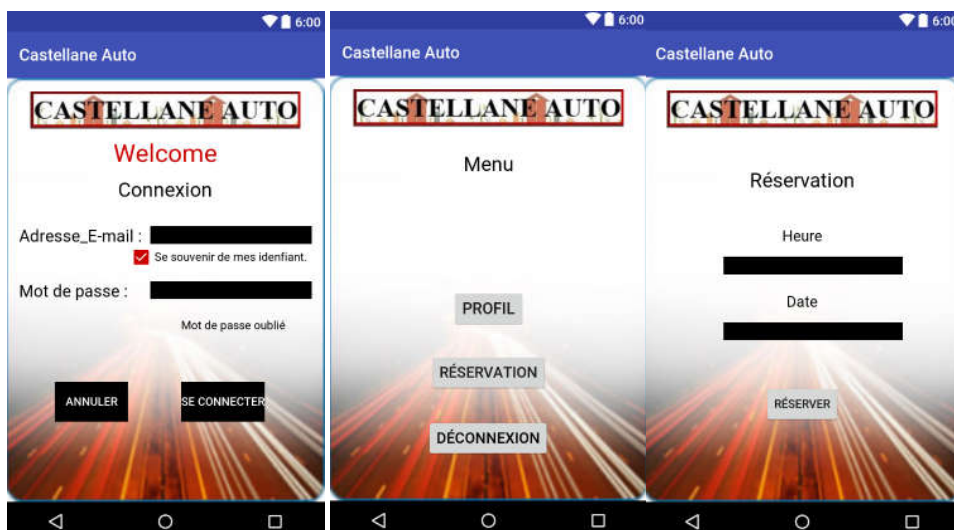 6:00
Castellane Auto
CASTELLANE AUTO
Welcome
Connexion
Adresse_E-mail :
Se souvenir de mes idenfiant.
Mot de passe :
Mot de passe oublié
ANNULER
SE CONNECTER
6:00
Castellane Auto
CASTELLANE AUTO
Menu
PROFIL
RÉSERVATION
DÉCONNEXION
6:00
Castellane Auto
CASTELLANE AUTO
Réservation
Heure
Date
RÉSERVER